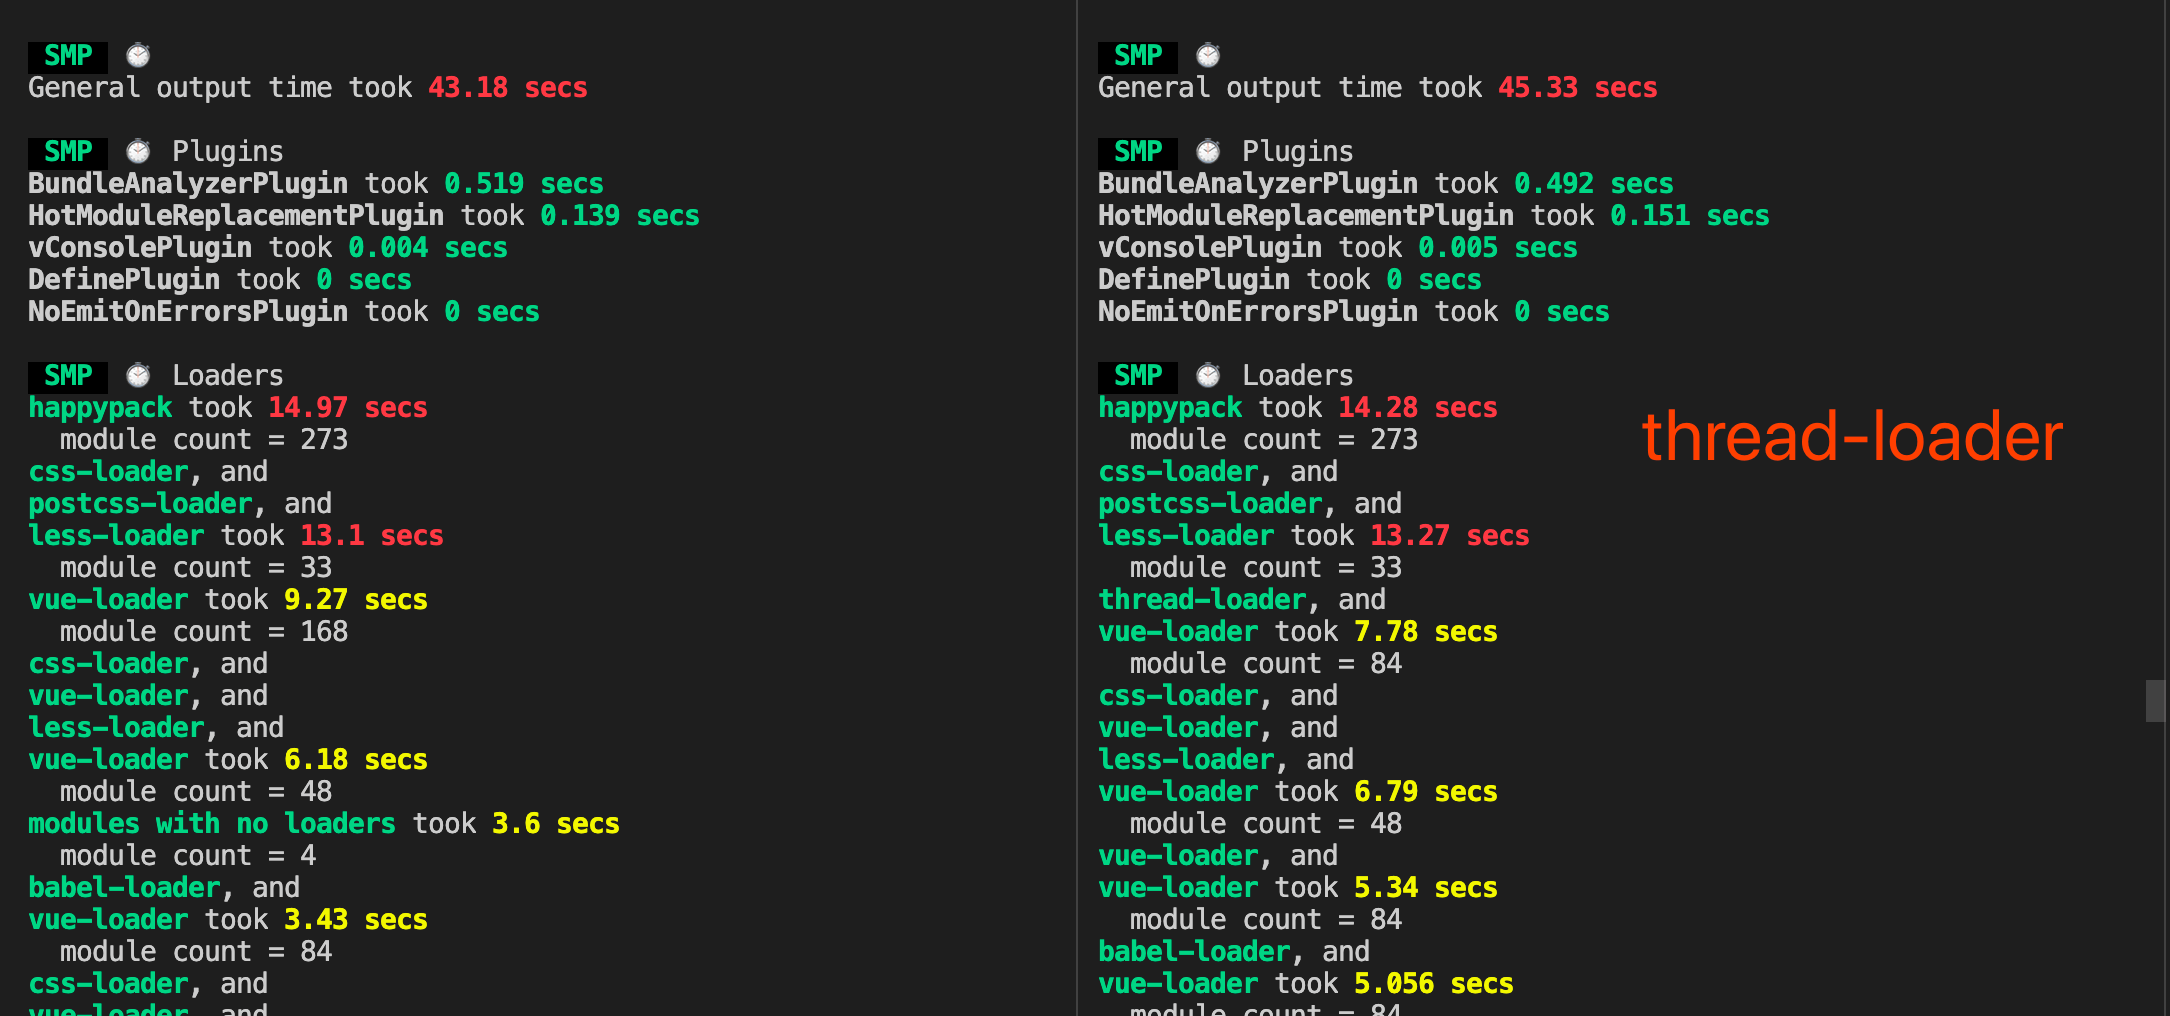 SMP
General output time took 43.18 secs
SMP Plugins
BundleAnalyzerPlugin took 0.519 secs
HotModuleReplacementPlugin took 0.139 secs
vConsolePlugin took 0.004 secs
DefinePlugin took 0 secs
NoEmitOnErrorsPlugin took 0 secs
SMP Loaders
happypack took 14.97 secs
module count = 273
css-loader, and
postcss-loader, and
less-loader took 13.1 secs
module count = 33
vue-loader took 9.27 secs
module count = 168
css-loader, and
vue-loader, and
less-loader, and
vue-loader took 6.18 secs
module count = 48
modules with no loaders took 3.6 secs
module count = 4
babel-loader, and
vue-loader took 3.43 secs
module count = 84
css-loader, and
vue-loader, and
SMP
General output time took 45.33 secs
SMP Plugins
BundleAnalyzerPlugin took 0.492 secs
HotModuleReplacementPlugin took 0.151 secs
vConsolePlugin took 0.005 secs
DefinePlugin took 0 secs
NoEmitOnErrorsPlugin took 0 secs
SMP Loaders
happypack took 14.28 secs
module count = 273
css-loader, and
postcss-loader, and
less-loader took 13.27 secs
module count = 33
thread-loader, and
vue-loader took 7.78 secs
module count = 84
css-loader, and
vue-loader, and
less-loader, and
vue-loader took 6.79 secs
module count = 48
vue-loader, and
vue-loader took 5.34 secs
module count = 84
babel-loader, and
vue-loader took 5.056 secs
module count = 84
thread-loader